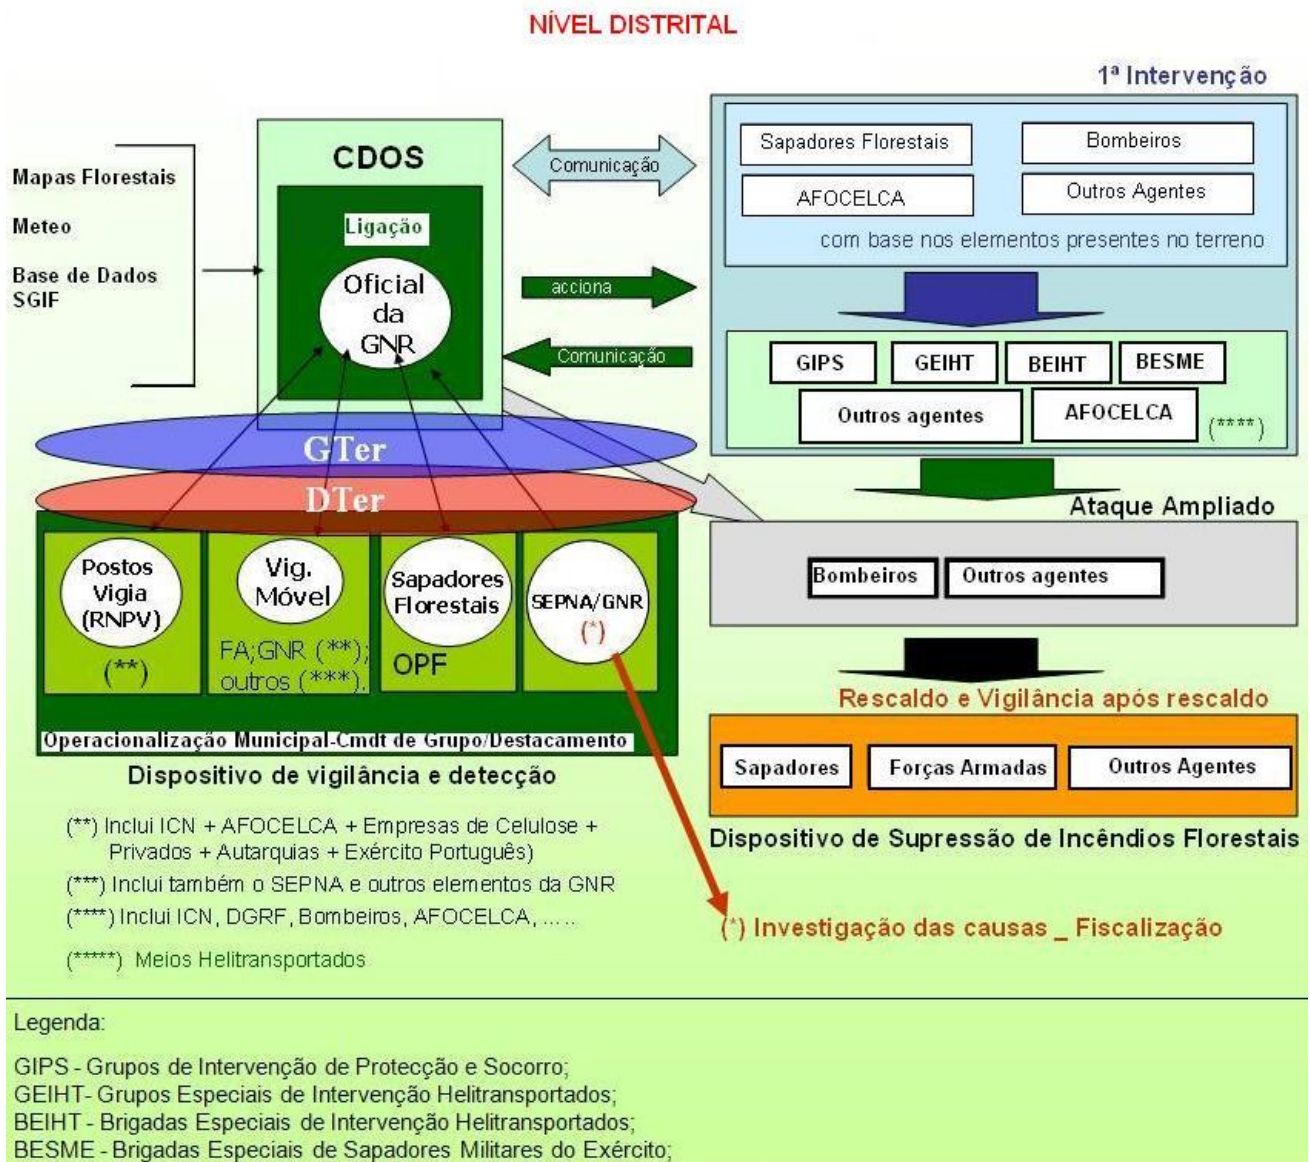 NÍVEL DISTRITAL
Mapas Florestais
Meteo
Base de Dados
SGIF
CDOS
Ligação
Oficial
da
GNR
GTer
DTer
Postos
Vigia
(RNPV)
(**)
Vig.
Móvel
FA;GNR (**);
outros (***).
Sapadores
Florestais
OPF
SEPNA/GNR
(*)
Operacionalização Municipal-Cmdt de Grupo/Destacamento
Dispositivo de vigilância e detecção
(**) Inclui ICN + AFOCELCA + Empresas de Celulose +
Privados + Autarquias + Exército Português)
(***) Inclui também o SEPNA e outros elementos da GNR
(****) Inclui ICN, DGRF, Bombeiros, AFOCELCA, .....
(*****) Meios Helitransportados
Comunicação
acciona
Comunicação
1ª Intervenção
Sapadores Florestais
Bombeiros
AFOCELCA
Outros Agentes
com base nos elementos presentes no terreno
GIPS
GEIHT
BEIHT
BESME
Outros agentes
AFOCELCA
(****)
Ataque Ampliado
Bombeiros
Outros agentes
Rescaldo e Vigilância após rescaldo
Sapadores
Forças Armadas
Outros Agentes
Dispositivo de Supressão de Incêndios Florestais
(*) Investigação das causas _ Fiscalização
Legenda:
GIPS - Grupos de Intervenção de Protecção e Socorro;
GEIHT- Grupos Especiais de Intervenção Helitransportados;
BEIHT - Brigadas Especiais de Intervenção Helitransportados;
BESME - Brigadas Especiais de Sapadores Militares do Exército;